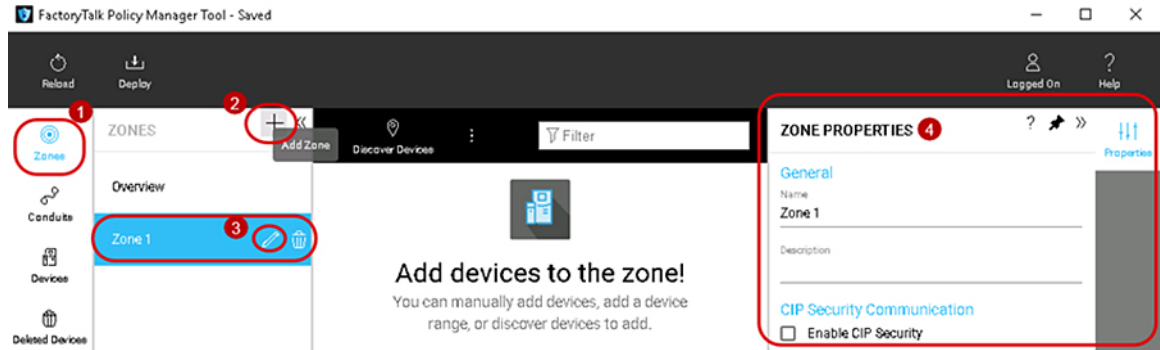 FactoryTalk Policy Manager Tool - Saved
Reload
Deploy
Logged On
Help
1
Zones
Conduits
Devices
Deleted Devices
ZONES
2
Add Zone
Overview
Zone 1
3
Discover Devices
Filter
Add devices to the zone!
You can manually add devices, add a device
range, or discover devices to add.
ZONE PROPERTIES 4
?
Properties
General
Name
Zone 1
Description
CIP Security Communication
Enable CIP Security